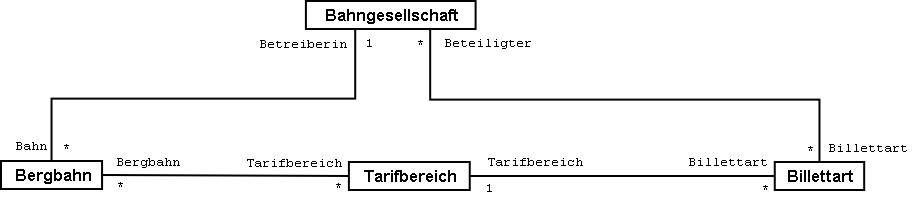 Bahngesellschaft
Betreiberin 1 * Beteiligter
Bahn * * Billettart
Bergbahn Tarifbereich Tarifbereich Billettart
Bergbahn Tarifbereich Billettart
* * 1 *